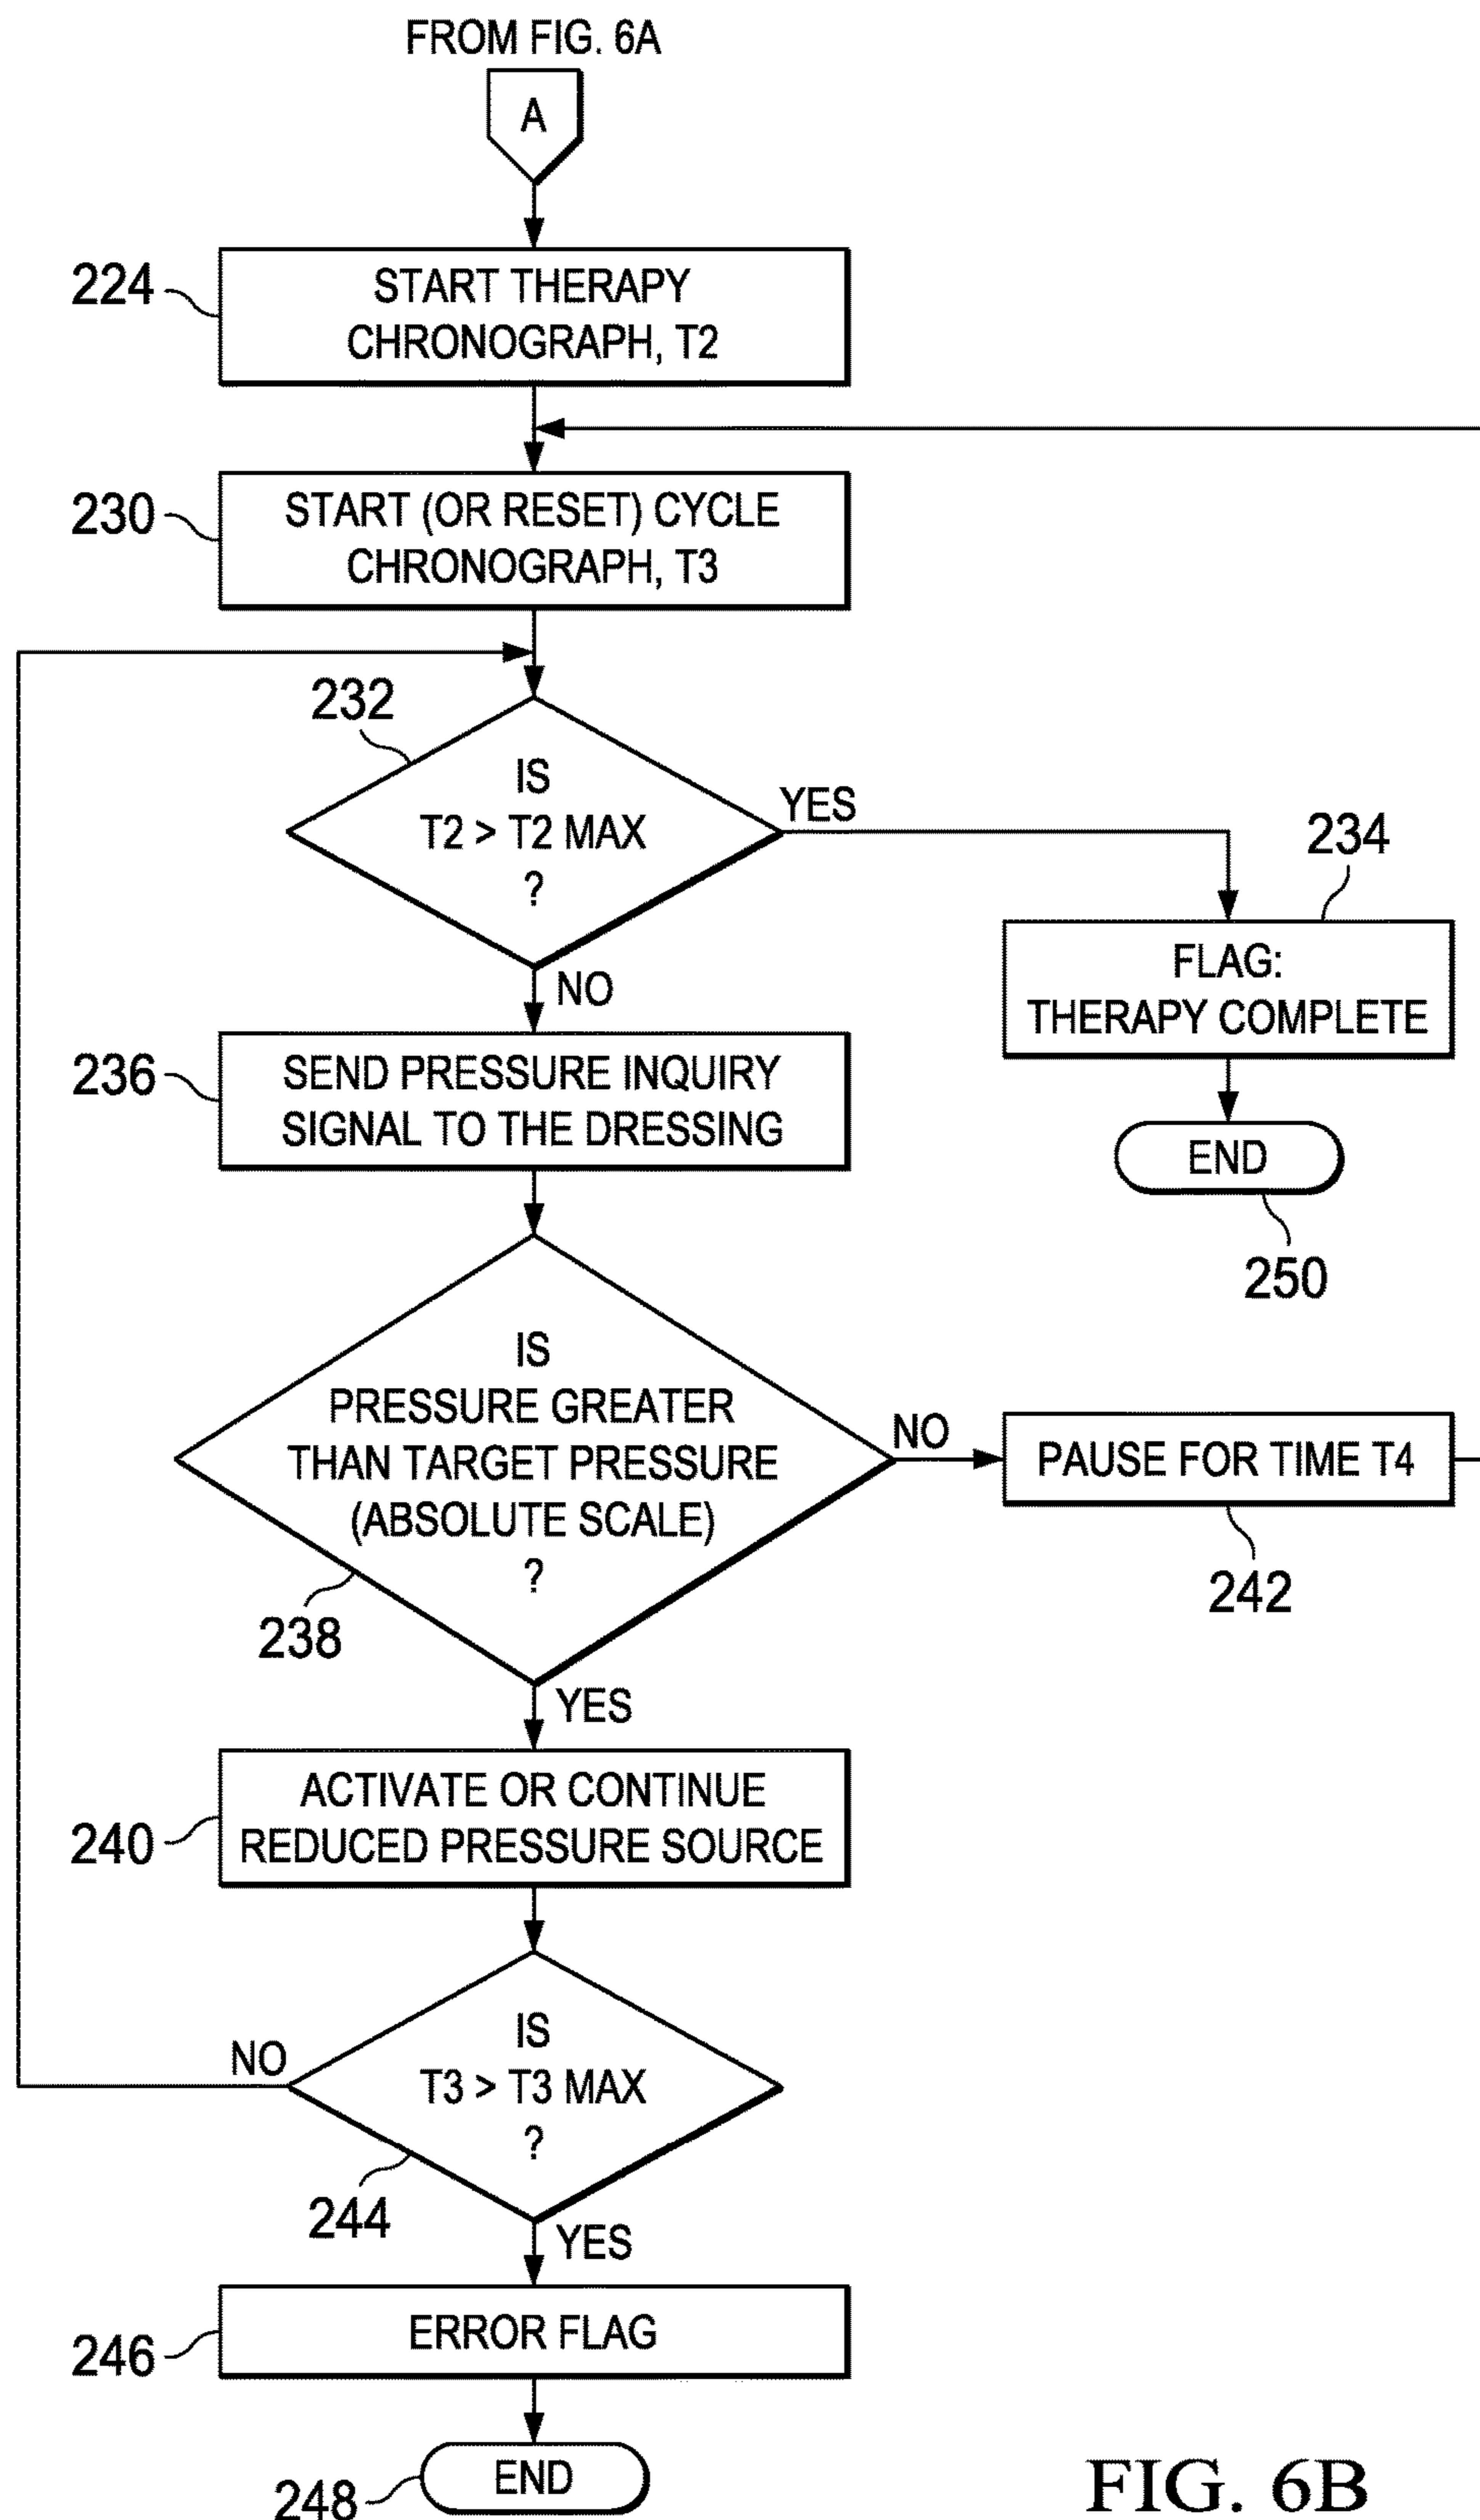 FROM FIG. 6A
A
224
START THERAPY
CHRONOGRAPH, T2
230
START (OR RESET) CYCLE
CHRONOGRAPH, T3
232
IS
T2 > T2 MAX
?
YES
NO
234
FLAG:
THERAPY COMPLETE
END
250
236
SEND PRESSURE INQUIRY
SIGNAL TO THE DRESSING
IS
PRESSURE GREATER
THAN TARGET PRESSURE
(ABSOLUTE SCALE)
?
238
NO
PAUSE FOR TIME T4
242
YES
240
ACTIVATE OR CONTINUE
REDUCED PRESSURE SOURCE
IS
T3 > T3 MAX
?
NO
244
YES
246
ERROR FLAG
END
248
FIG. 6B